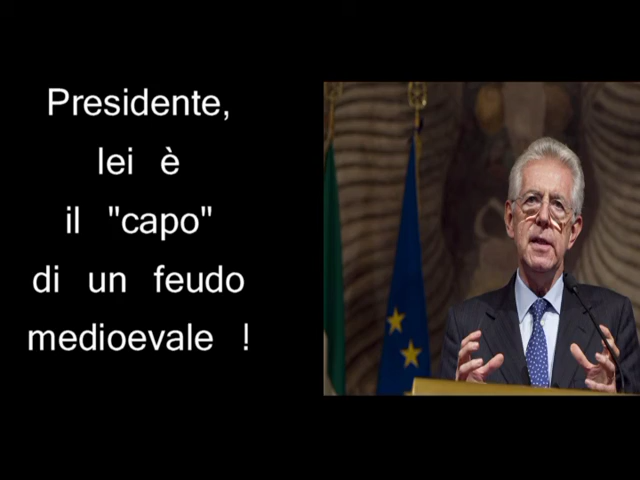 Presidente,
lei è
il "capo"
di un feudo
medioevale !